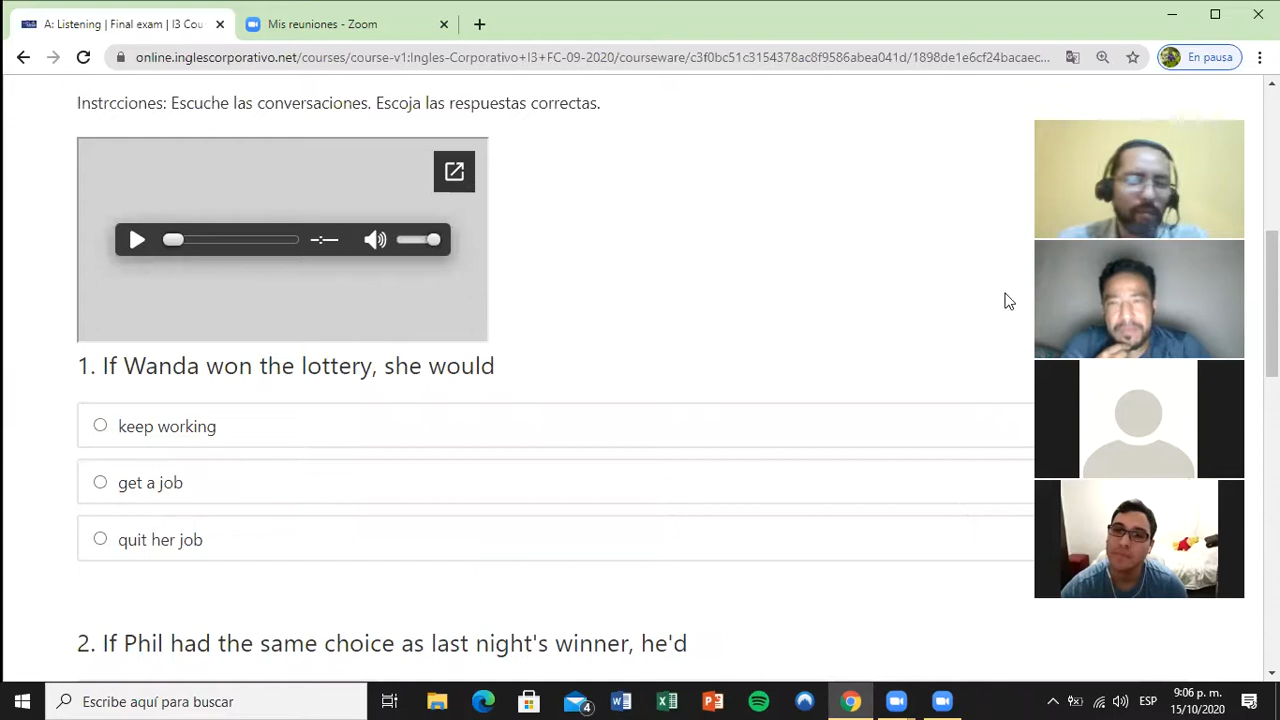 A: Listening | Final exam | I3 Cou
Mis reuniones - Zoom
online.inglescorporativo.net/courses/course-v1:Ingles-Corporativo+I3+FC-09-2020/courseware/c3f0bc51c3154378ac8f9586abea041d/1898de1e6cf24bacaec...
En pausa
Instrcciones: Escuche las conversaciones. Escoja las respuestas correctas.
-:--
1. If Wanda won the lottery, she would
keep working
get a job
quit her job
2. If Phil had the same choice as last night's winner, he'd
Escribe aquí para buscar
4
ESP
9:06 p. m.
15/10/2020